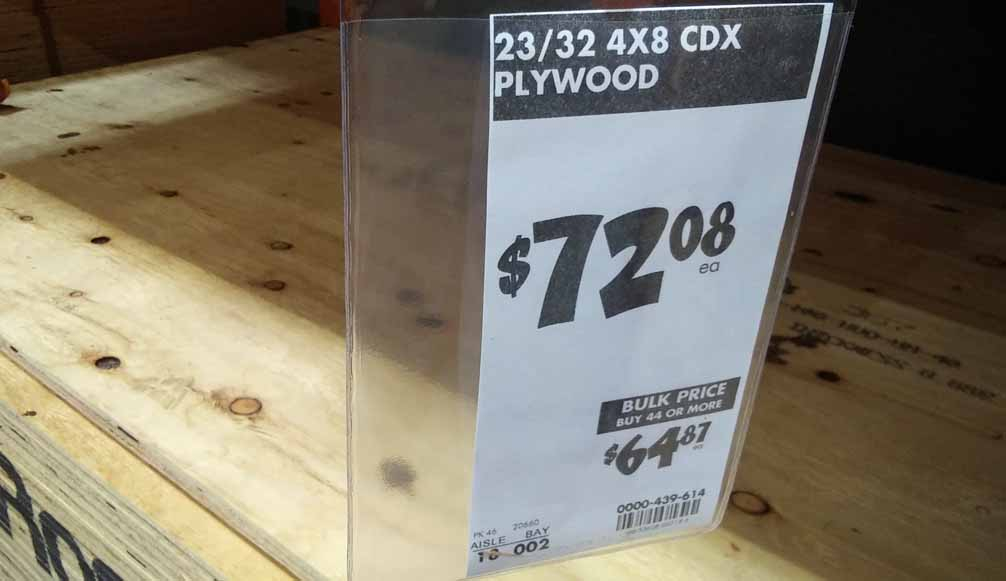 23/32 4X8 CDX
PLYWOOD
$72.08
ea
BULK PRICE
BUY 44 OR MORE
$64.87
ea
0000-439-614
PK 46 20660
AISLE BAY
18 002